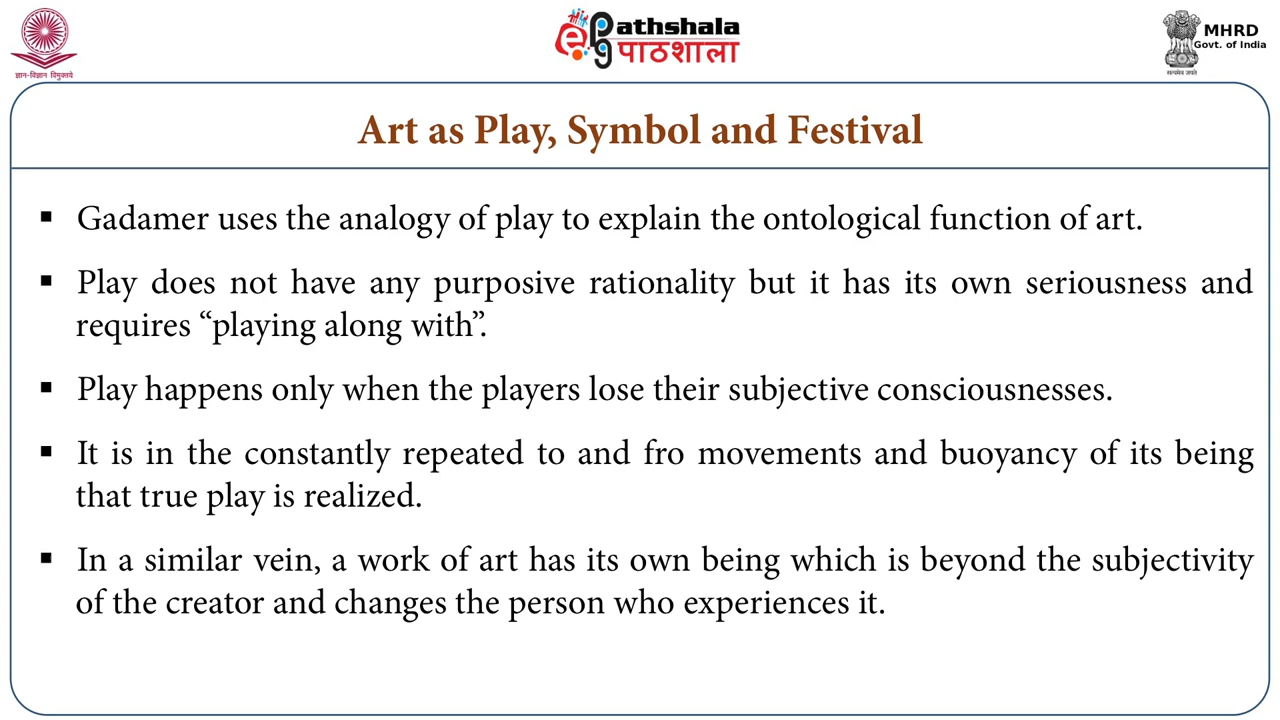 ज्ञान-विज्ञान विमुक्तये
ePathshala
पाठशाला
MHRD
Govt. of India
सत्यमेव जयते
Art as Play, Symbol and Festival
▪ Gadamer uses the analogy of play to explain the ontological function of art.
▪ Play does not have any purposive rationality but it has its own seriousness and
requires “playing along with”.
▪ Play happens only when the players lose their subjective consciousnesses.
▪ It is in the constantly repeated to and fro movements and buoyancy of its being
that true play is realized.
▪ In a similar vein, a work of art has its own being which is beyond the subjectivity
of the creator and changes the person who experiences it.